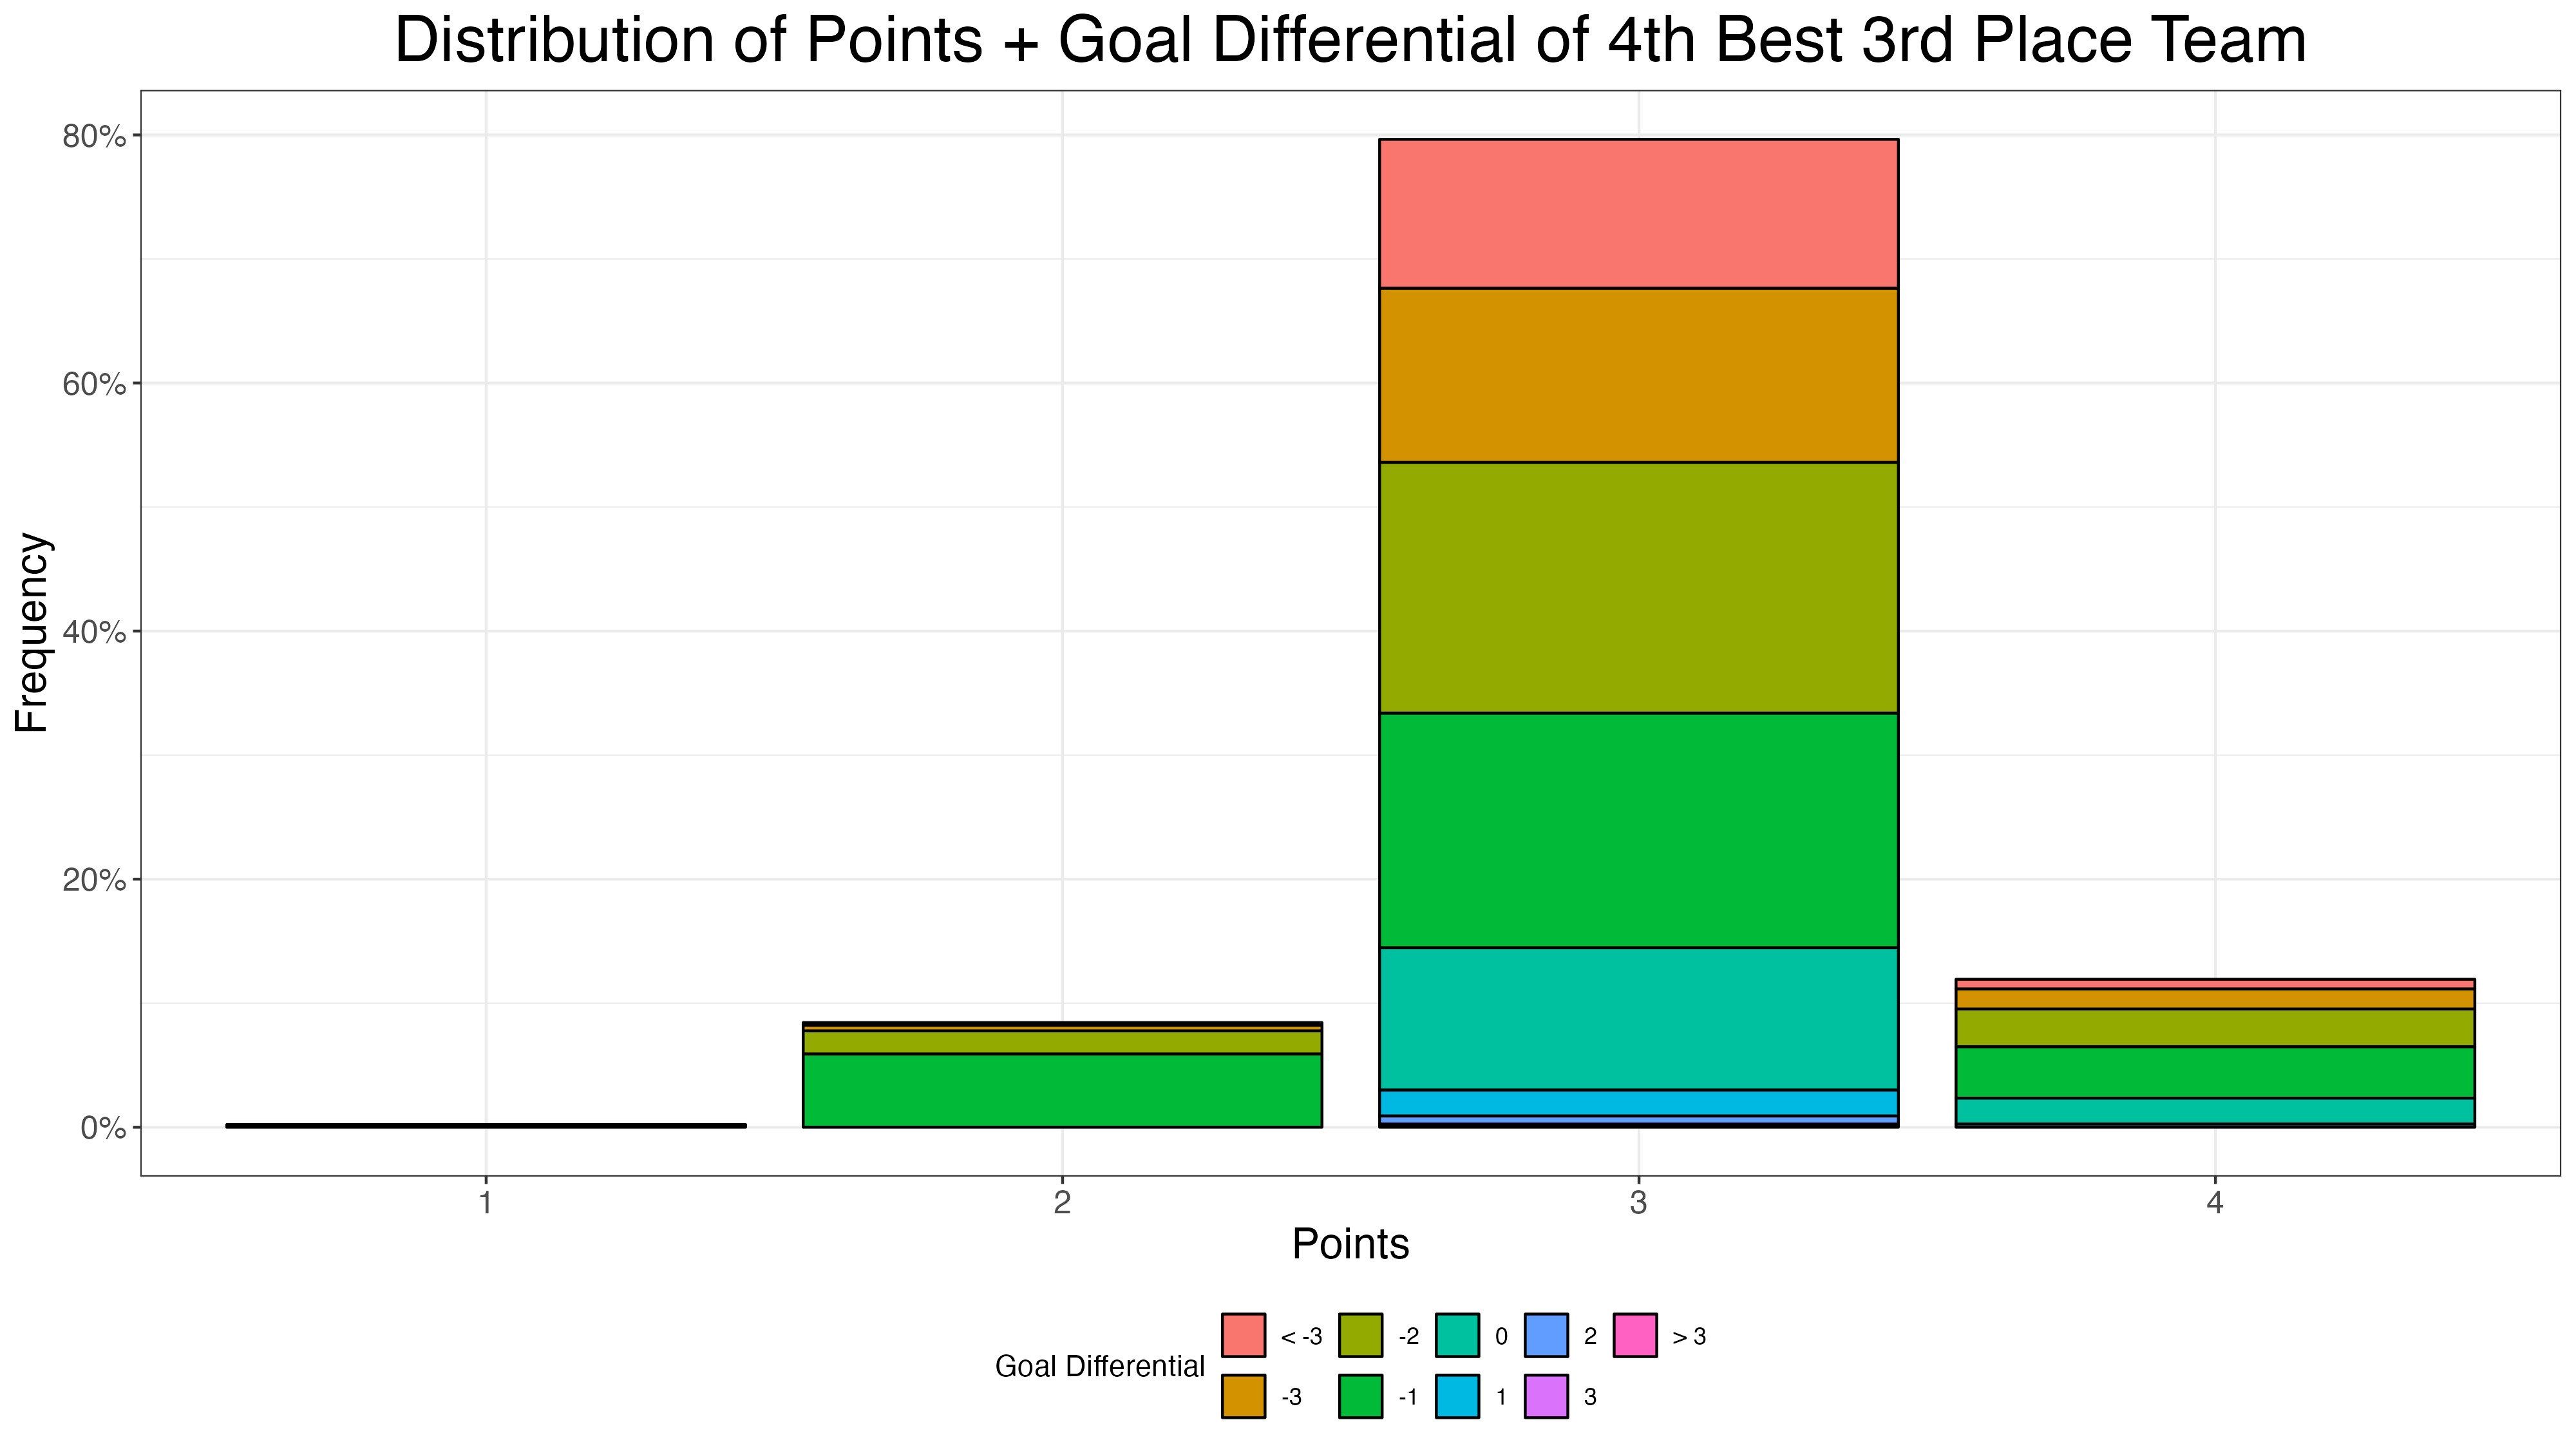 Distribution of Points + Goal Differential of 4th Best 3rd Place Team
Frequency
80%
60%
40%
20%
0%
1 2 3 4
Points
Goal Differential
< -3 -2 0 2 > 3
-3 -1 1 3